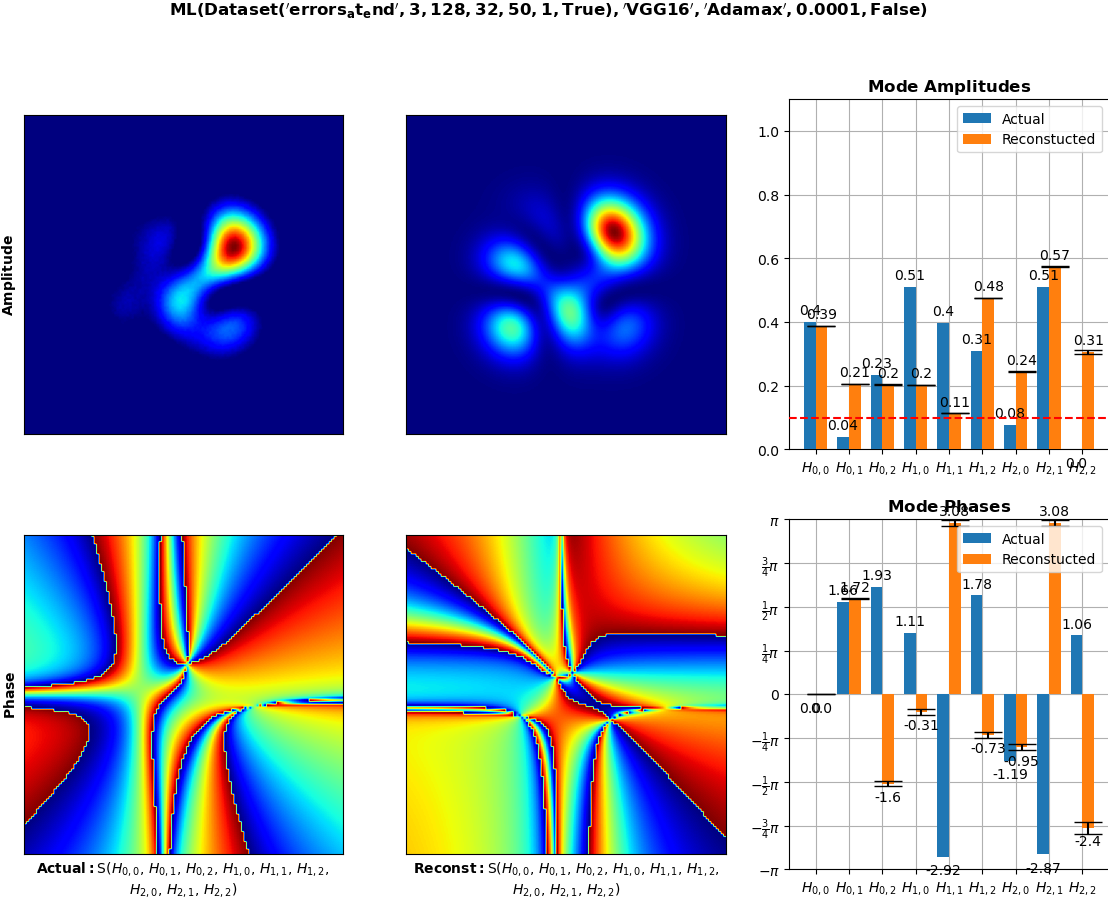 ML(Dataset('errors_at_end', 3, 128, 32, 50, 1, True), 'VGG16', 'Adamax', 0.0001, False)
Amplitude
Mode Amplitudes
Actual
Reconstucted
1.0
0.8
0.6
0.4
0.2
0.0
0.4 0.04 0.23 0.51 0.4 0.31 0.08 0.51 0.0
0.39 0.21 0.2 0.2 0.11 0.48 0.24 0.57 0.31
H0,0 H0,1 H0,2 H1,0 H1,1 H1,2 H2,0 H2,1 H2,2
Phase
Actual: S(H0,0, H0,1, H0,2, H1,0, H1,1, H1,2,
H2,0, H2,1, H2,2)
Reconst: S(H0,0, H0,1, H0,2, H1,0, H1,1, H1,2,
H2,0, H2,1, H2,2)
Mode Phases
Actual
Reconstucted
π
3/4π
1/2π
1/4π
0
−1/4π
−1/2π
−3/4π
−π
0.0 1.66 1.93 1.11 -2.92 1.78 -1.19 -2.87 1.06
0.0 1.72 -1.6 -0.31 3.08 -0.73 -0.95 3.08 -2.4
H0,0 H0,1 H0,2 H1,0 H1,1 H1,2 H2,0 H2,1 H2,2